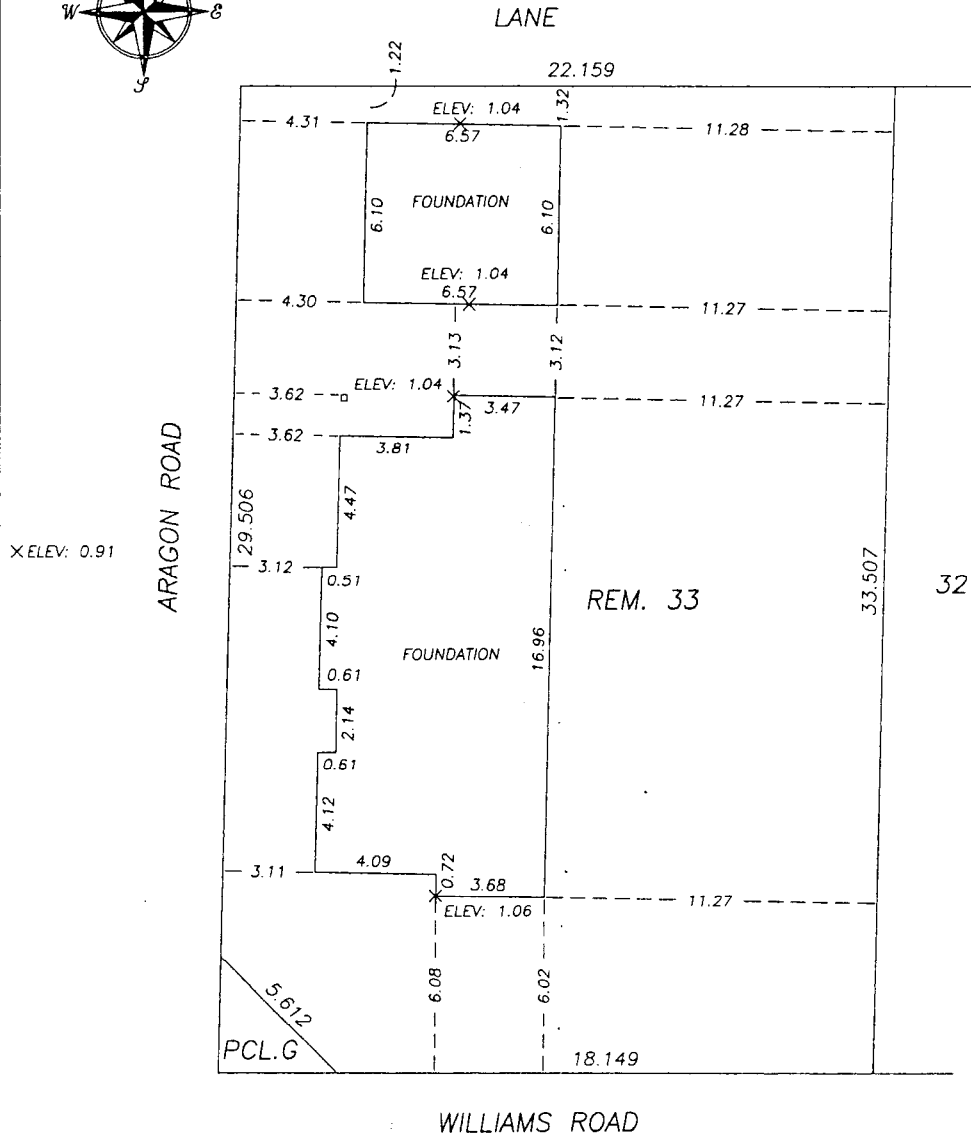 LANE
W
E
S
1.22
22.159
4.31
ELEV: 1.04
6.57
1.32
11.28
6.10
FOUNDATION
6.10
ELEV: 1.04
4.30
6.57
11.27
3.13
3.12
3.62
ELEV: 1.04
1.37
3.47
11.27
3.62
3.81
ARAGON ROAD
29.506
4.47
ELEV: 0.91
3.12
0.51
33.507
32
REM. 33
4.10
FOUNDATION
16.96
0.61
2.14
0.61
4.12
3.11
4.09
0.72
3.68
ELEV: 1.06
11.27
6.08
6.02
5.612
PCL.G
18.149
WILLIAMS ROAD